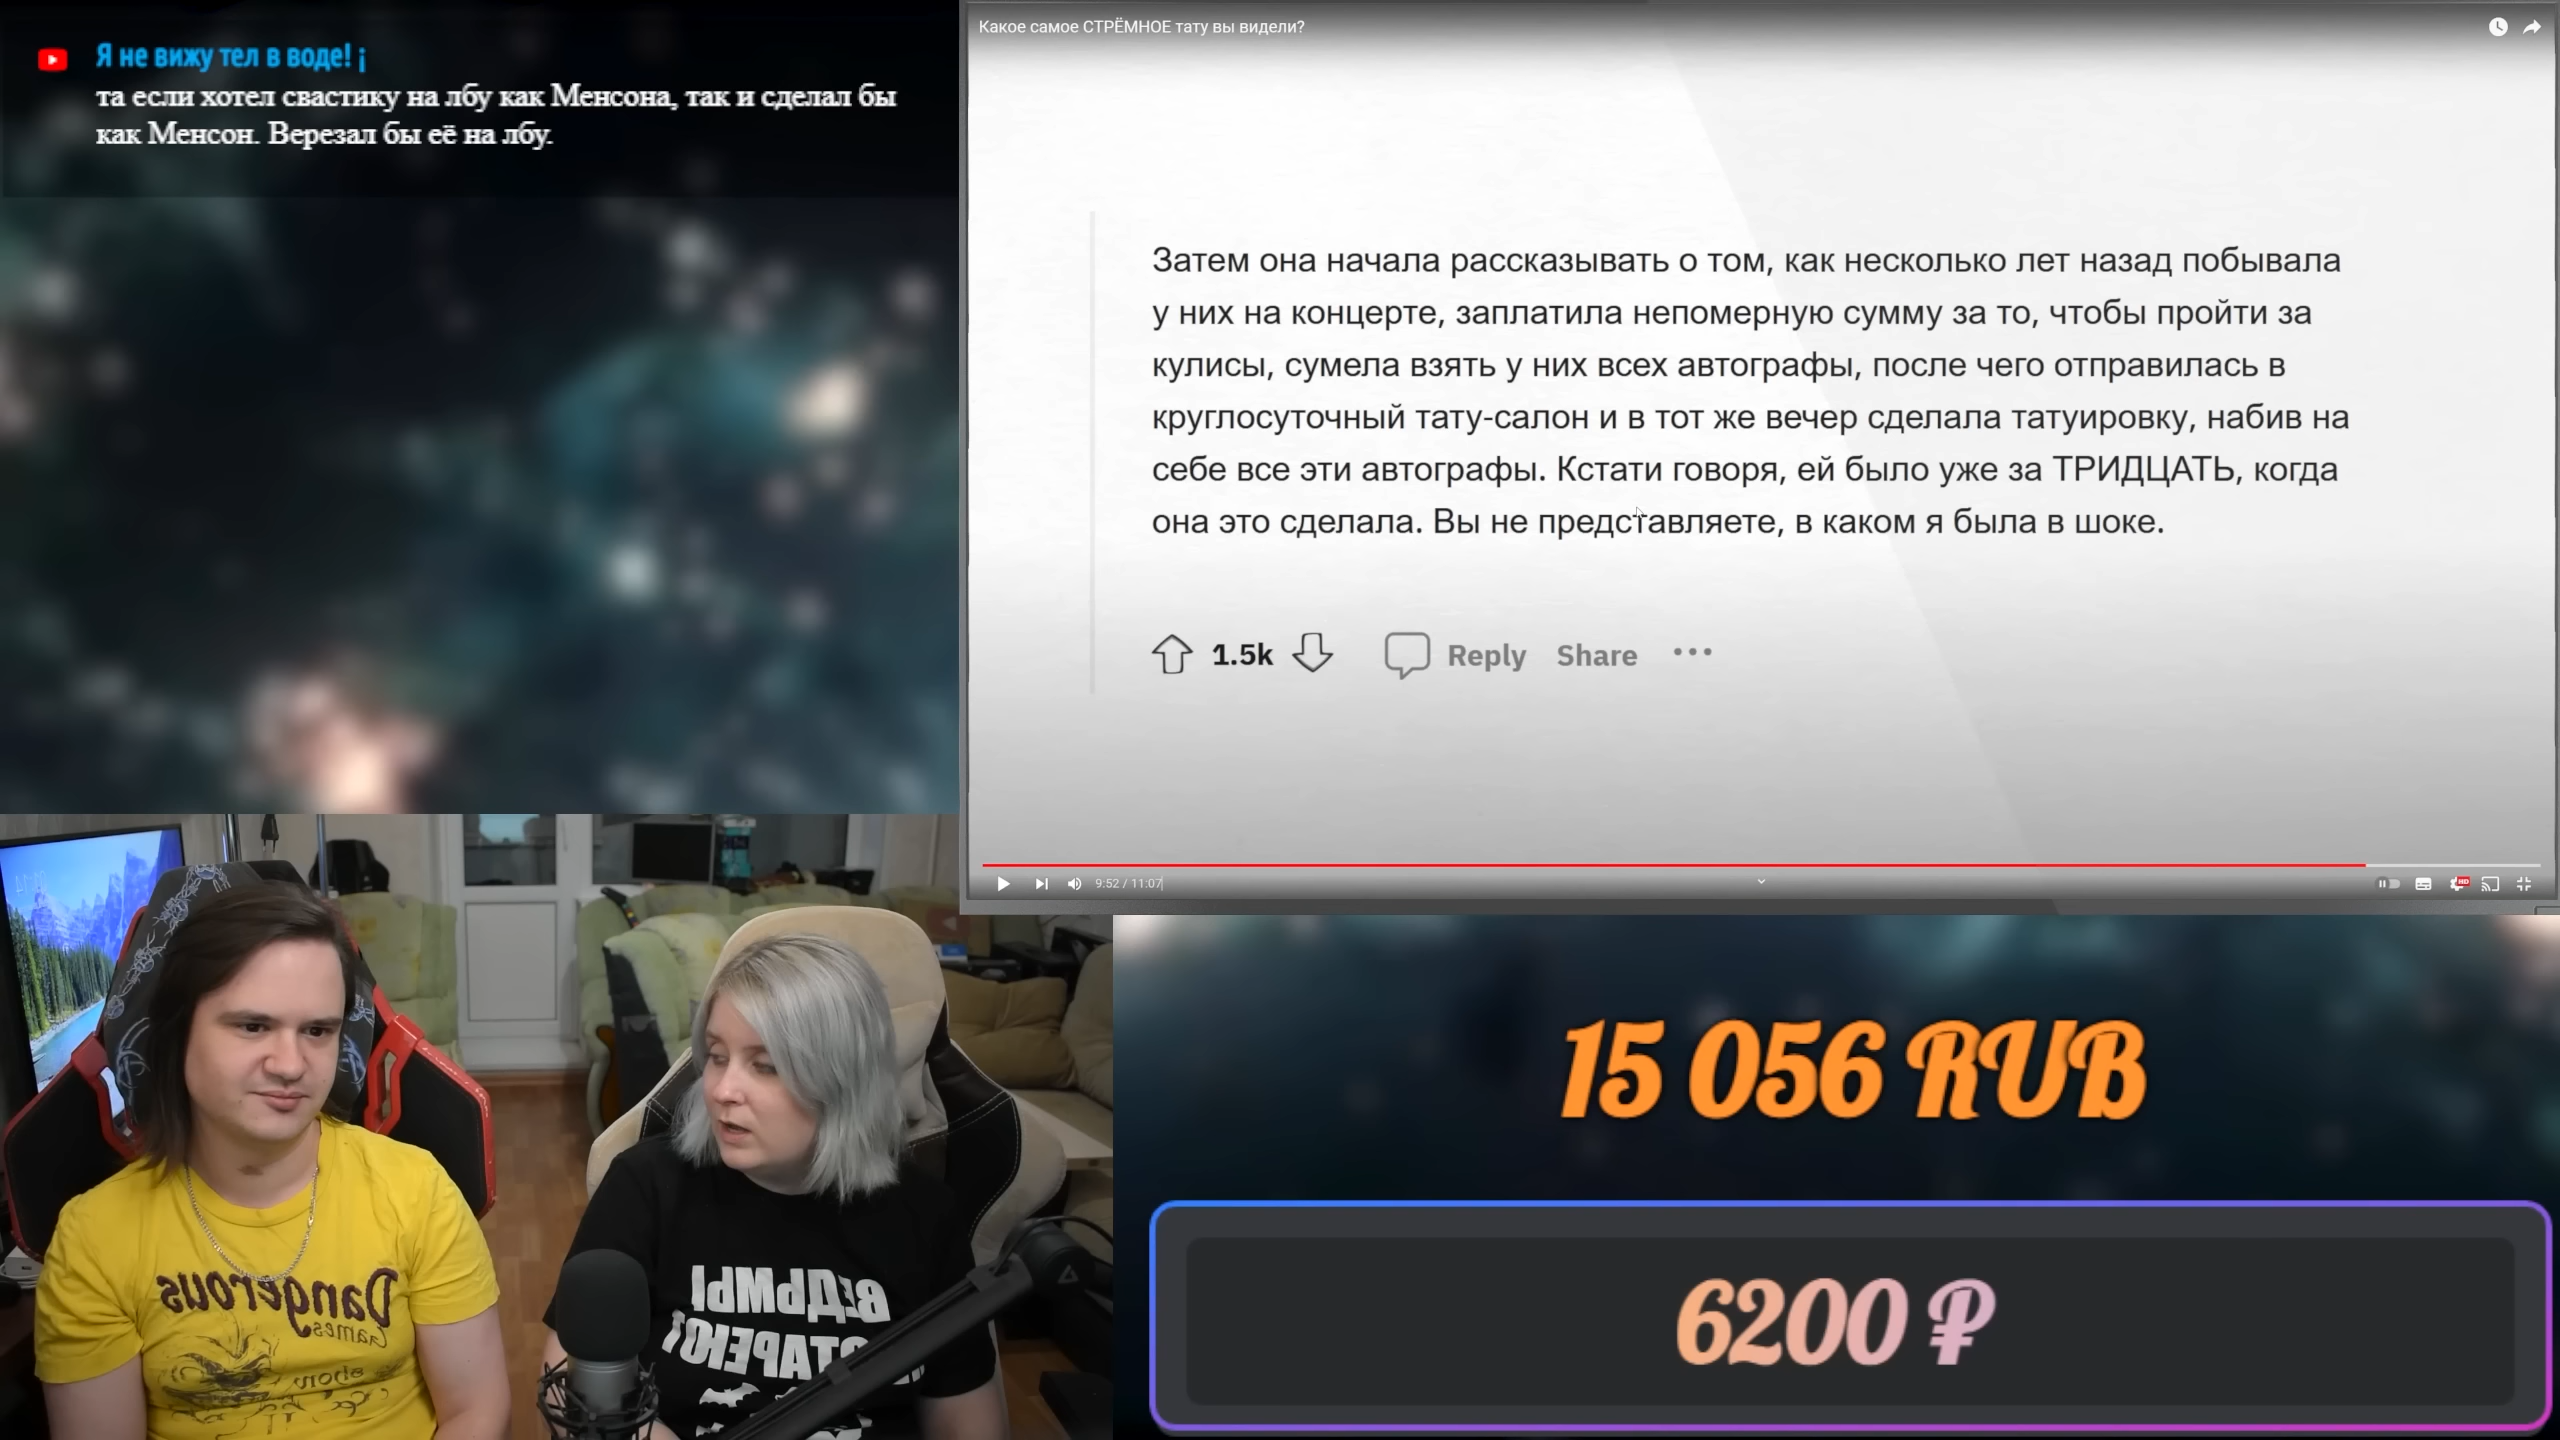 Я не вижу тел в воде! ¡
та если хотел свастику на лбу как Менсона, так и сделал бы
как Менсон. Верезал бы её на лбу.
Какое самое СТРЁМНОЕ тату вы видели?
Затем она начала рассказывать о том, как несколько лет назад побывала
у них на концерте, заплатила непомерную сумму за то, чтобы пройти за
кулисы, сумела взять у них всех автографы, после чего отправилась в
круглосуточный тату-салон и в тот же вечер сделала татуировку, набив на
себе все эти автографы. Кстати говоря, ей было уже за ТРИДЦАТЬ, когда
она это сделала. Вы не представляете, в каком я была в шоке.
1.5k
Reply Share
9:52 / 11:07
HD
Dangerous
Games
show
ВЕДЬМЫ
15 056 RUB
6200 ₽